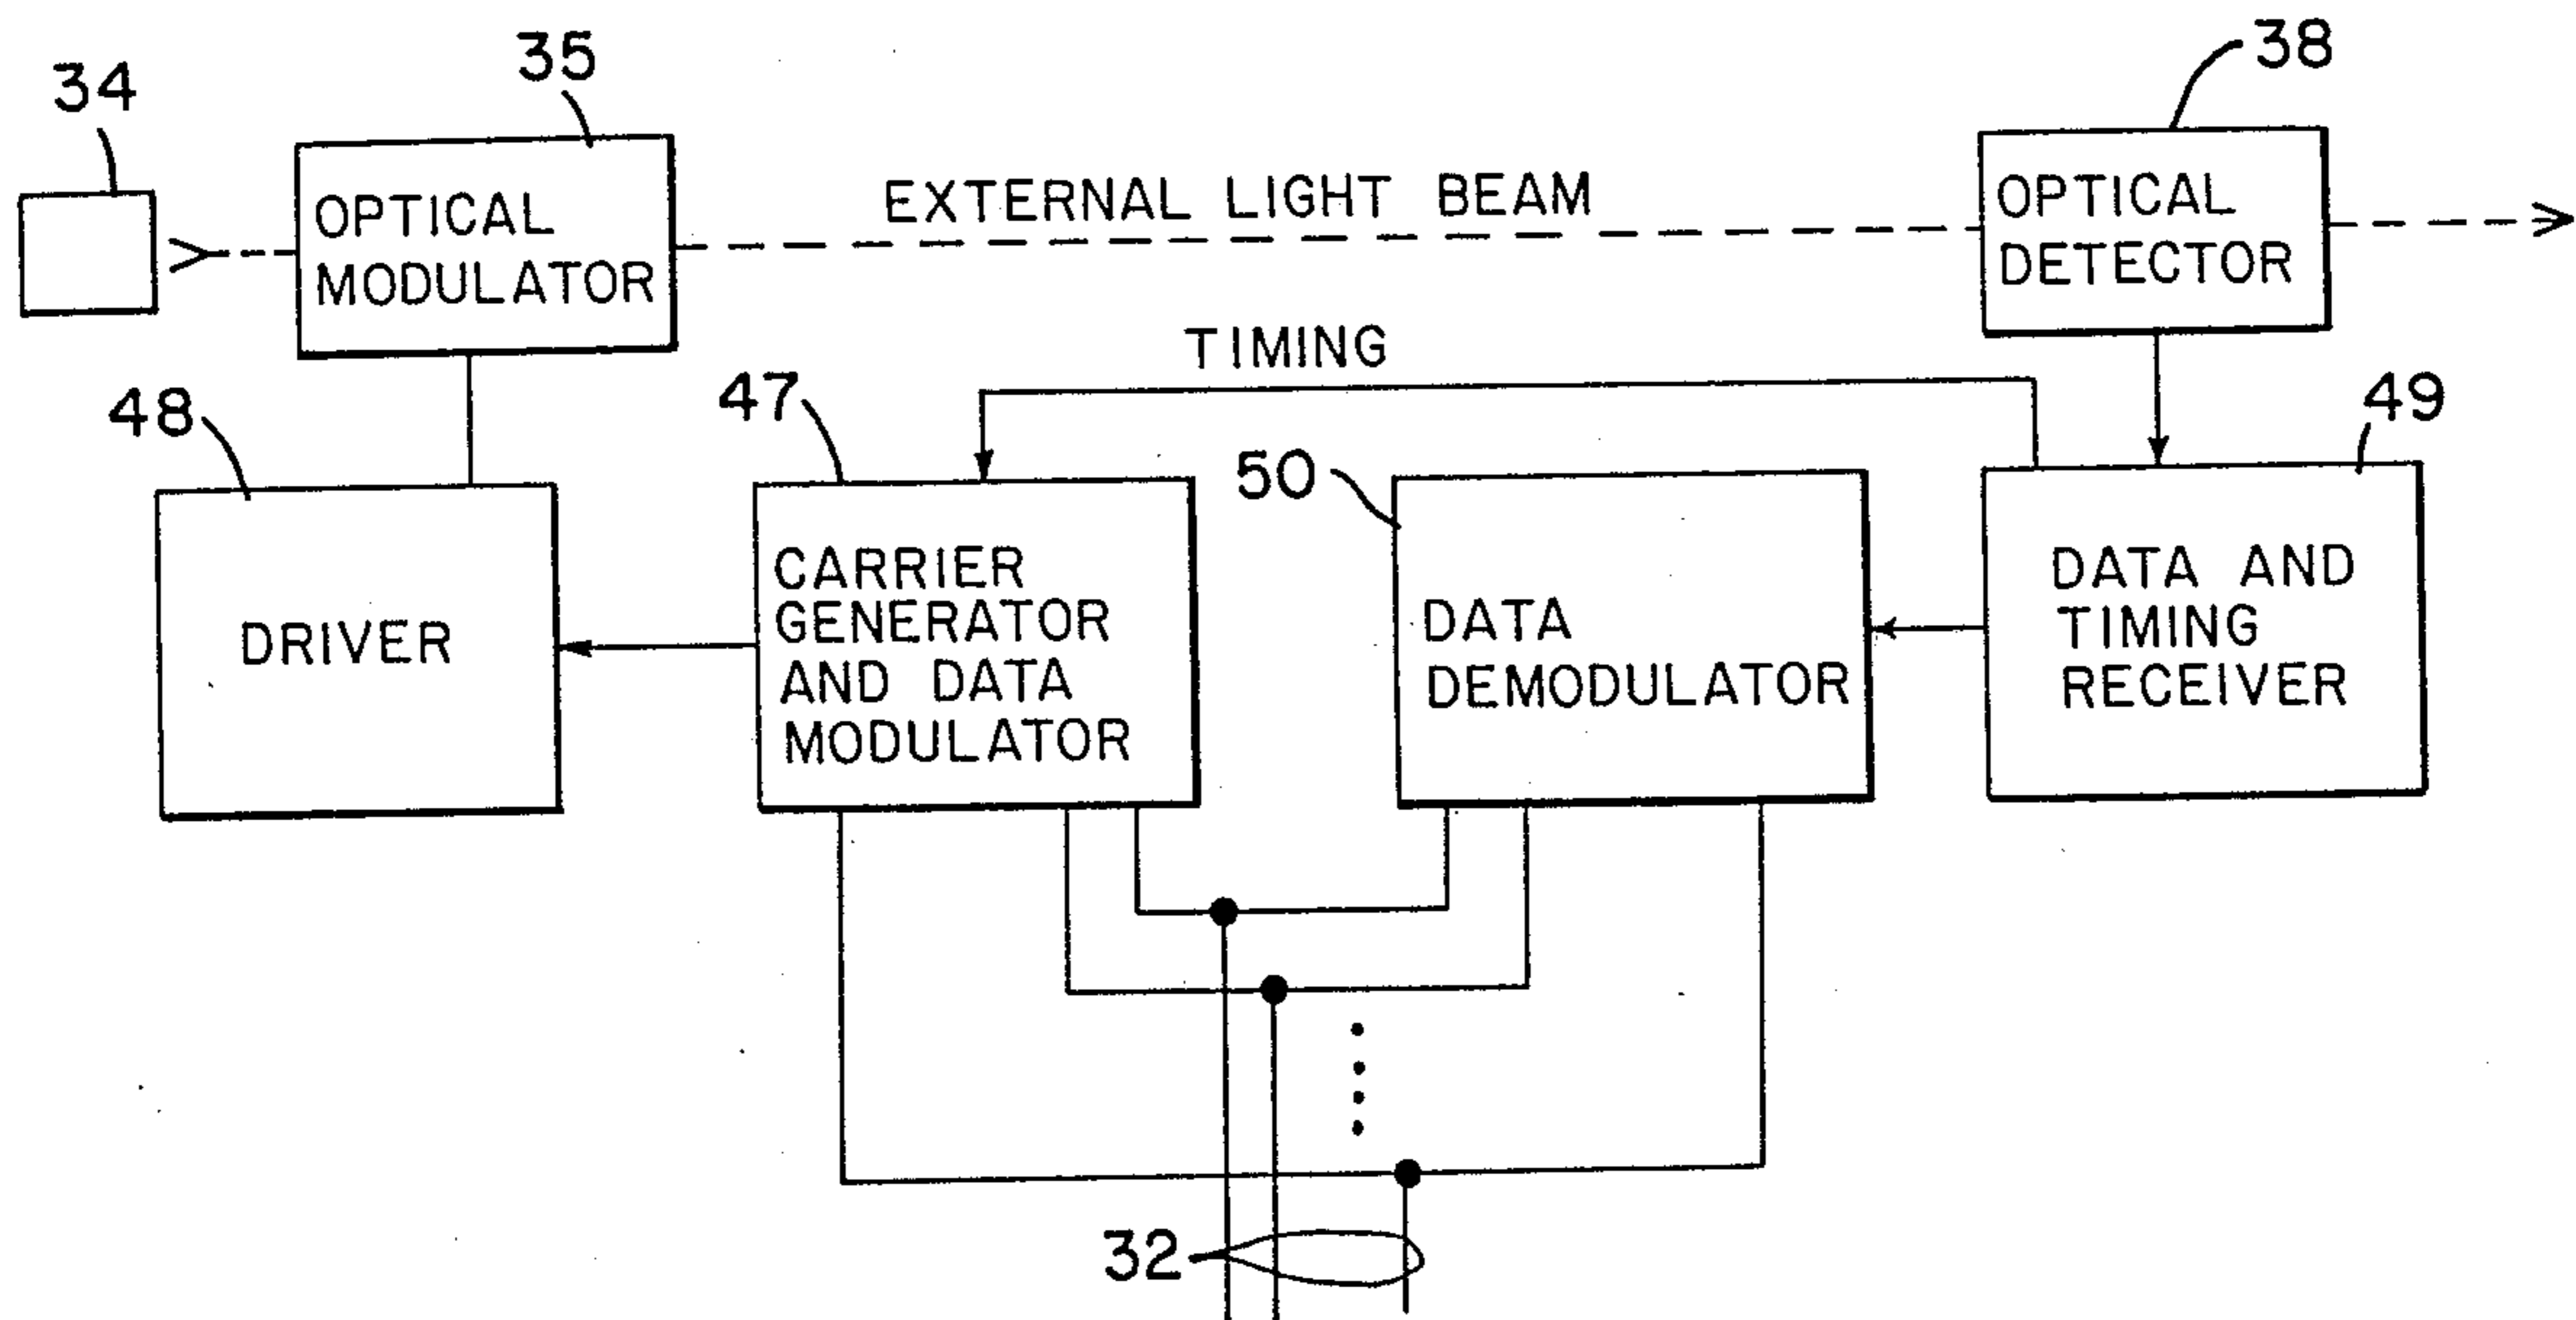 34
35
38
OPTICAL
MODULATOR
EXTERNAL LIGHT BEAM
OPTICAL
DETECTOR
TIMING
48
47
50
49
DRIVER
CARRIER
GENERATOR
AND DATA
MODULATOR
DATA
DEMODULATOR
DATA AND
TIMING
RECEIVER
32